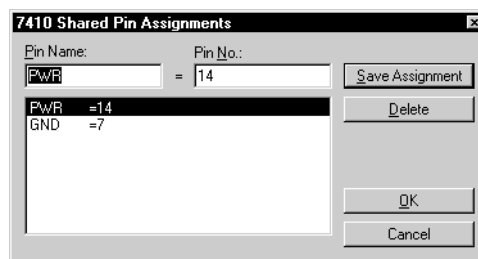 7410 Shared Pin Assignments
Pin Name: Pin No.:
PWR = 14 Save Assignment
PWR =14 Delete
GND =7
OK
Cancel